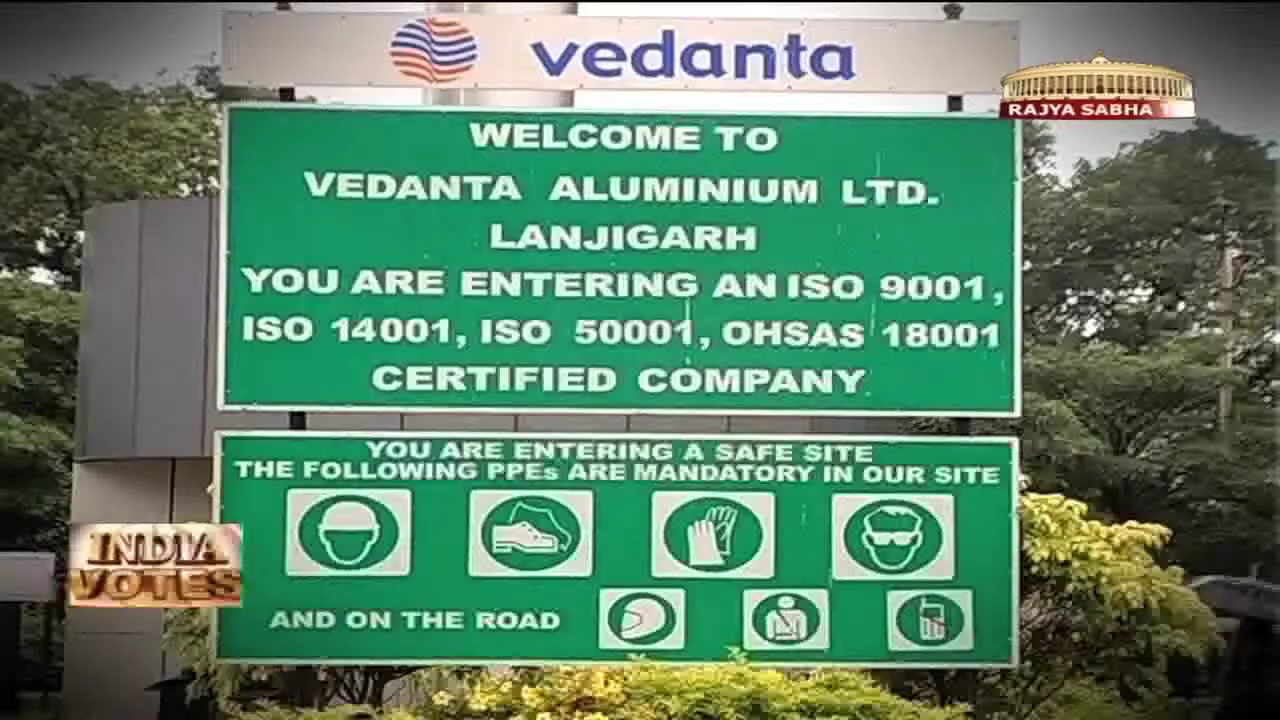 vedanta
RAJYA SABHA T
WELCOME TO
VEDANTA ALUMINIUM LTD.
LANJIGARH
YOU ARE ENTERING AN ISO 9001,
ISO 14001, ISO 50001, OHSAS 18001
CERTIFIED COMPANY
YOU ARE ENTERING A SAFE SITE
THE FOLLOWING PPEs ARE MANDATORY IN OUR SITE
INDIA
VOTES
AND ON THE ROAD